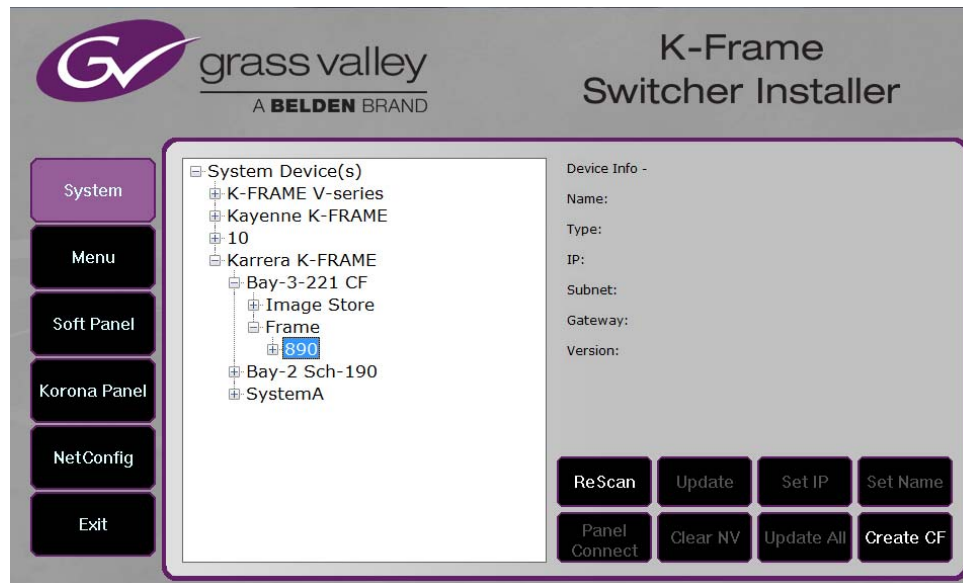 GV
grass valley
A BELDEN BRAND
K-Frame
Switcher Installer
System
Menu
Soft Panel
Korona Panel
NetConfig
Exit
System Device(s)
K-FRAME V-series
Kayenne K-FRAME
10
Karrera K-FRAME
Bay-3-221 CF
Image Store
Frame
890
Bay-2 Sch-190
SystemA
Device Info -
Name:
Type:
IP:
Subnet:
Gateway:
Version:
ReScan
Update
Set IP
Set Name
Panel
Connect
Clear NV
Update All
Create CF